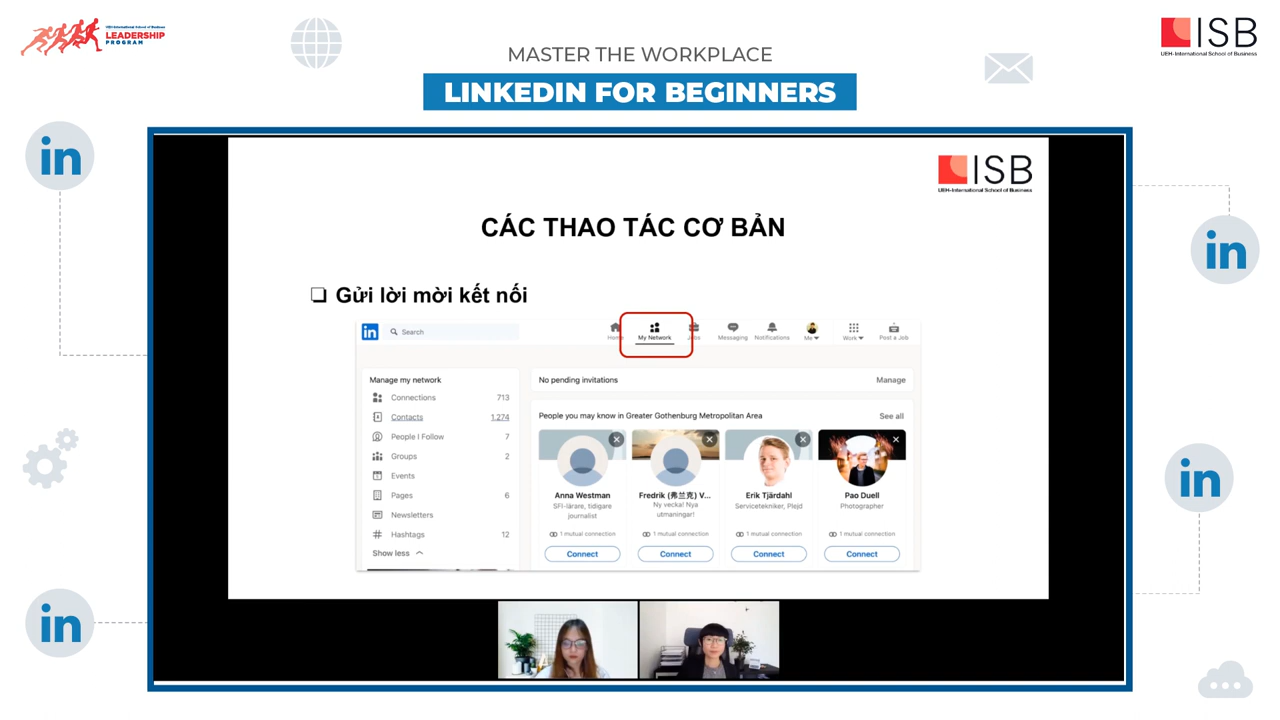 UEH-International School of Business
LEADERSHIP
PROGRAM
ISB
UEH-International School of Business
MASTER THE WORKPLACE
LINKEDIN FOR BEGINNERS
in
in
in
in
ISB
UEH-International School of Business
CÁC THAO TÁC CƠ BẢN
❑ Gửi lời mời kết nối
in
Search
Home
My Network
Jobs
Messaging
Notifications
Me
Work
Post a Job
Manage my network
Connections 713
Contacts 1,274
People I Follow 7
Groups 2
Events
Pages 6
Newsletters
Hashtags 12
Show less
No pending invitations
Manage
People you may know in Greater Gothenburg Metropolitan Area
See all
Anna Westman
SFI-lärare, tidigare
journalist
1 mutual connection
Connect
Fredrik (弗兰克) V...
Ny vecka! Nya
utmaningar!
1 mutual connection
Connect
Erik Tjärdahl
Servicetekniker, Plejd
1 mutual connection
Connect
Pao Duell
Photographer
1 mutual connection
Connect